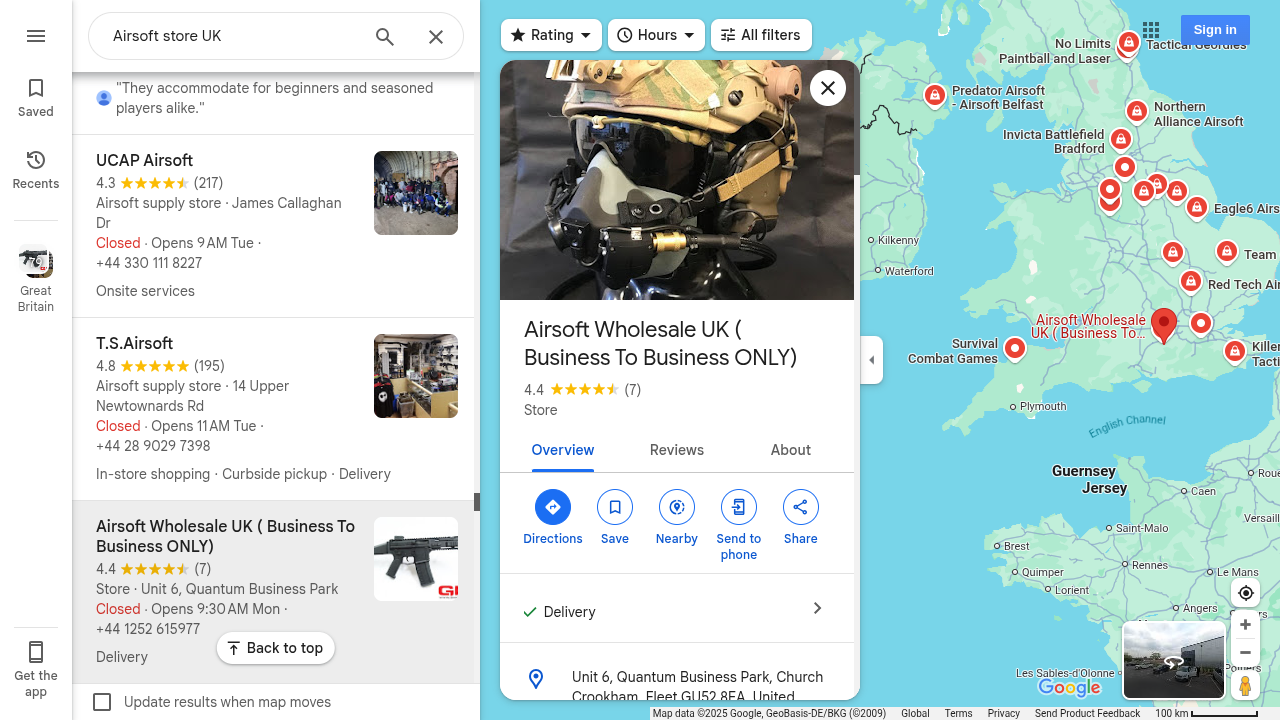 Airsoft store UK
Saved
Recents
Great
Britain
Get the
app
"They accommodate for beginners and seasoned
players alike."
UCAP Airsoft
4.3 (217)
Airsoft supply store · James Callaghan
Dr
Closed · Opens 9 AM Tue ·
+44 330 111 8227
Onsite services
T.S.Airsoft
4.8 (195)
Airsoft supply store · 14 Upper
Newtownards Rd
Closed · Opens 11 AM Tue ·
+44 28 9029 7398
In-store shopping · Curbside pickup · Delivery
Airsoft Wholesale UK ( Business To
Business ONLY)
4.4 (7)
Store · Unit 6, Quantum Business Park
Closed · Opens 9:30 AM Mon ·
+44 1252 615977
Delivery
Back to top
Update results when map moves
Rating
Hours
All filters
Sign in
Airsoft Wholesale UK (
Business To Business ONLY)
4.4 (7)
Store
Overview
Reviews
About
Directions
Save
Nearby
Send to
phone
Share
Delivery
Unit 6, Quantum Business Park, Church
Crookham, Fleet GU52 8EA, United
No Limits
Paintball and Laser
Tactical Geordies
Predator Airsoft
- Airsoft Belfast
Northern
Alliance Airsoft
Invicta Battlefield
Bradford
Eagle6 Airs
Kilkenny
Waterford
Team
Red Tech Air
Airsoft Wholesale
UK ( Business To...
Survival
Combat Games
Killer
Tacti
Plymouth
English Channel
Guernsey
Jersey
Roue
Caen
Saint-Malo
Versaill
Brest
Rennes
Quimper
Le Mans
Lorient
Angers
Les Sables-d'Olonne
Poitiers
Google
Map data ©2025 Google, GeoBasis-DE/BKG (©2009)
Global
Terms
Privacy
Send Product Feedback
100 km